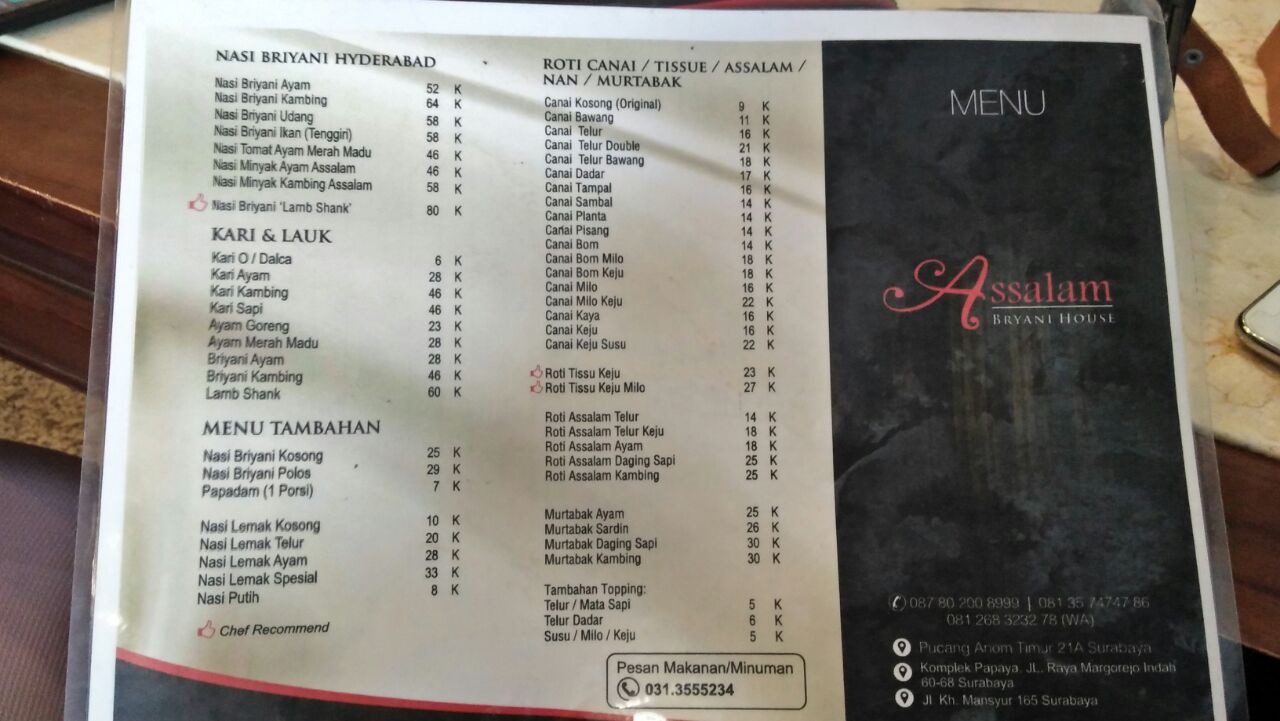 NASI BRIYANI HYDERABAD
Nasi Briyani Ayam 52 K
Nasi Briyani Kambing 64 K
Nasi Briyani Udang 58 K
Nasi Briyani Ikan (Tenggiri) 58 K
Nasi Tomat Ayam Merah Madu 46 K
Nasi Minyak Ayam Assalam 46 K
Nasi Minyak Kambing Assalam 58 K
Nasi Briyani 'Lamb Shank' 80 K
KARI & LAUK
Kari O / Dalca 6 K
Kari Ayam 28 K
Kari Kambing 46 K
Kari Sapi 46 K
Ayam Goreng 23 K
Ayam Merah Madu 28 K
Briyani Ayam 28 K
Briyani Kambing 46 K
Lamb Shank 60 K
MENU TAMBAHAN
Nasi Briyani Kosong 25 K
Nasi Briyani Polos 29 K
Papadam (1 Porsi) 7 K
Nasi Lemak Kosong 10 K
Nasi Lemak Telur 20 K
Nasi Lemak Ayam 28 K
Nasi Lemak Spesial 33 K
Nasi Putih 8 K
Chef Recommend
ROTI CANAI / TISSUE / ASSALAM /
NAN / MURTABAK
Canai Kosong (Original) 9 K
Canai Bawang 11 K
Canai Telur 16 K
Canai Telur Double 21 K
Canai Telur Bawang 18 K
Canai Dadar 17 K
Canai Tampal 16 K
Canai Sambal 14 K
Canai Planta 14 K
Canai Pisang 14 K
Canai Bom 14 K
Canai Bom Milo 18 K
Canai Bom Keju 18 K
Canai Milo 16 K
Canai Milo Keju 22 K
Canai Kaya 16 K
Canai Keju 16 K
Canai Keju Susu 22 K
Roti Tissu Keju 23 K
Roti Tissu Keju Milo 27 K
Roti Assalam Telur 14 K
Roti Assalam Telur Keju 18 K
Roti Assalam Ayam 18 K
Roti Assalam Daging Sapi 25 K
Roti Assalam Kambing 25 K
Murtabak Ayam 25 K
Murtabak Sardin 26 K
Murtabak Daging Sapi 30 K
Murtabak Kambing 30 K
Tambahan Topping:
Telur / Mata Sapi 5 K
Telur Dadar 6 K
Susu / Milo / Keju 5 K
Pesan Makanan/Minuman
031.3555234
MENU
Assalam
BRYANI HOUSE
087 80 200 8999 | 081 35 74747 86
081 268 3232 78 (WA)
Pucang Anom Timur 21A Surabaya
Komplek Papaya. JL. Raya Margorejo Indah
60-68 Surabaya
Jl. Kh. Mansyur 165 Surabaya